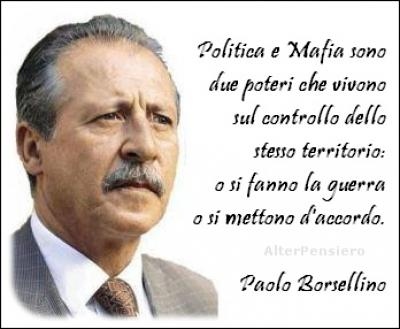 Politica e Mafia sono
due poteri che vivono
sul controllo dello
stesso territorio:
o si fanno la guerra
o si mettono d'accordo.
AlterPensiero
Paolo Borsellino